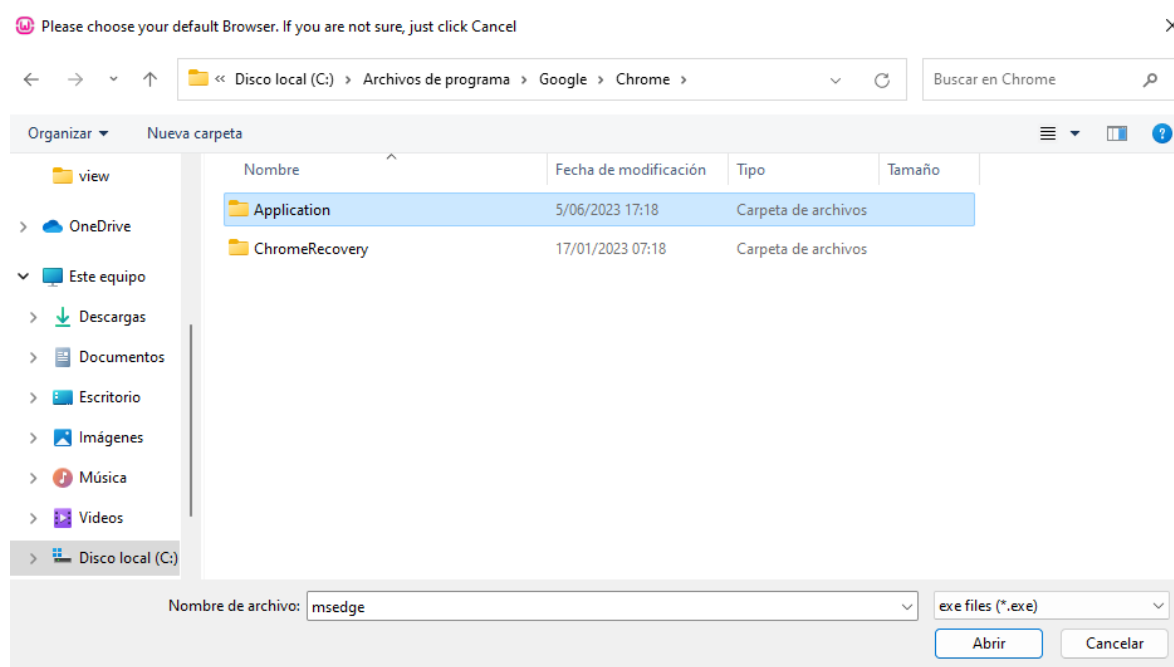 Please choose your default Browser. If you are not sure, just click Cancel
« Disco local (C:) > Archivos de programa > Google > Chrome >
Buscar en Chrome
Organizar Nueva carpeta
view
OneDrive
Este equipo
Descargas
Documentos
Escritorio
Imágenes
Música
Videos
Disco local (C:)
Nombre Fecha de modificación Tipo Tamaño
Application 5/06/2023 17:18 Carpeta de archivos
ChromeRecovery 17/01/2023 07:18 Carpeta de archivos
Nombre de archivo: msedge exe files (*.exe)
Abrir Cancelar